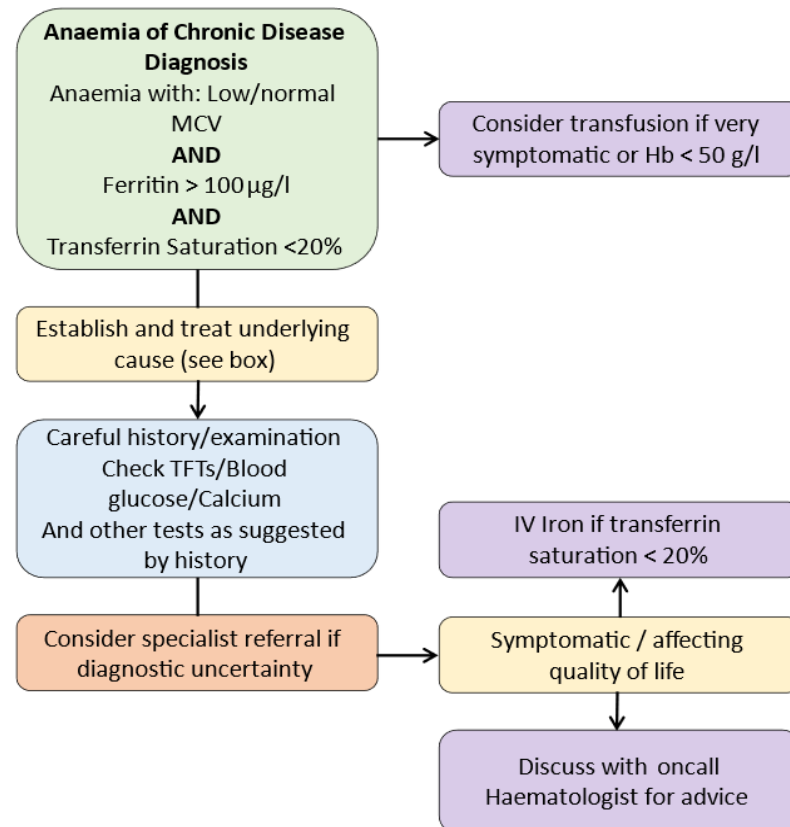 Anaemia of Chronic Disease
Diagnosis
Anaemia with: Low/normal
MCV
AND
Ferritin > 100 µg/l
AND
Transferrin Saturation <20%
Consider transfusion if very
symptomatic or Hb < 50 g/l
Establish and treat underlying
cause (see box)
Careful history/examination
Check TFTs/Blood
glucose/Calcium
And other tests as suggested
by history
IV Iron if transferrin
saturation < 20%
Consider specialist referral if
diagnostic uncertainty
Symptomatic / affecting
quality of life
Discuss with oncall
Haematologist for advice